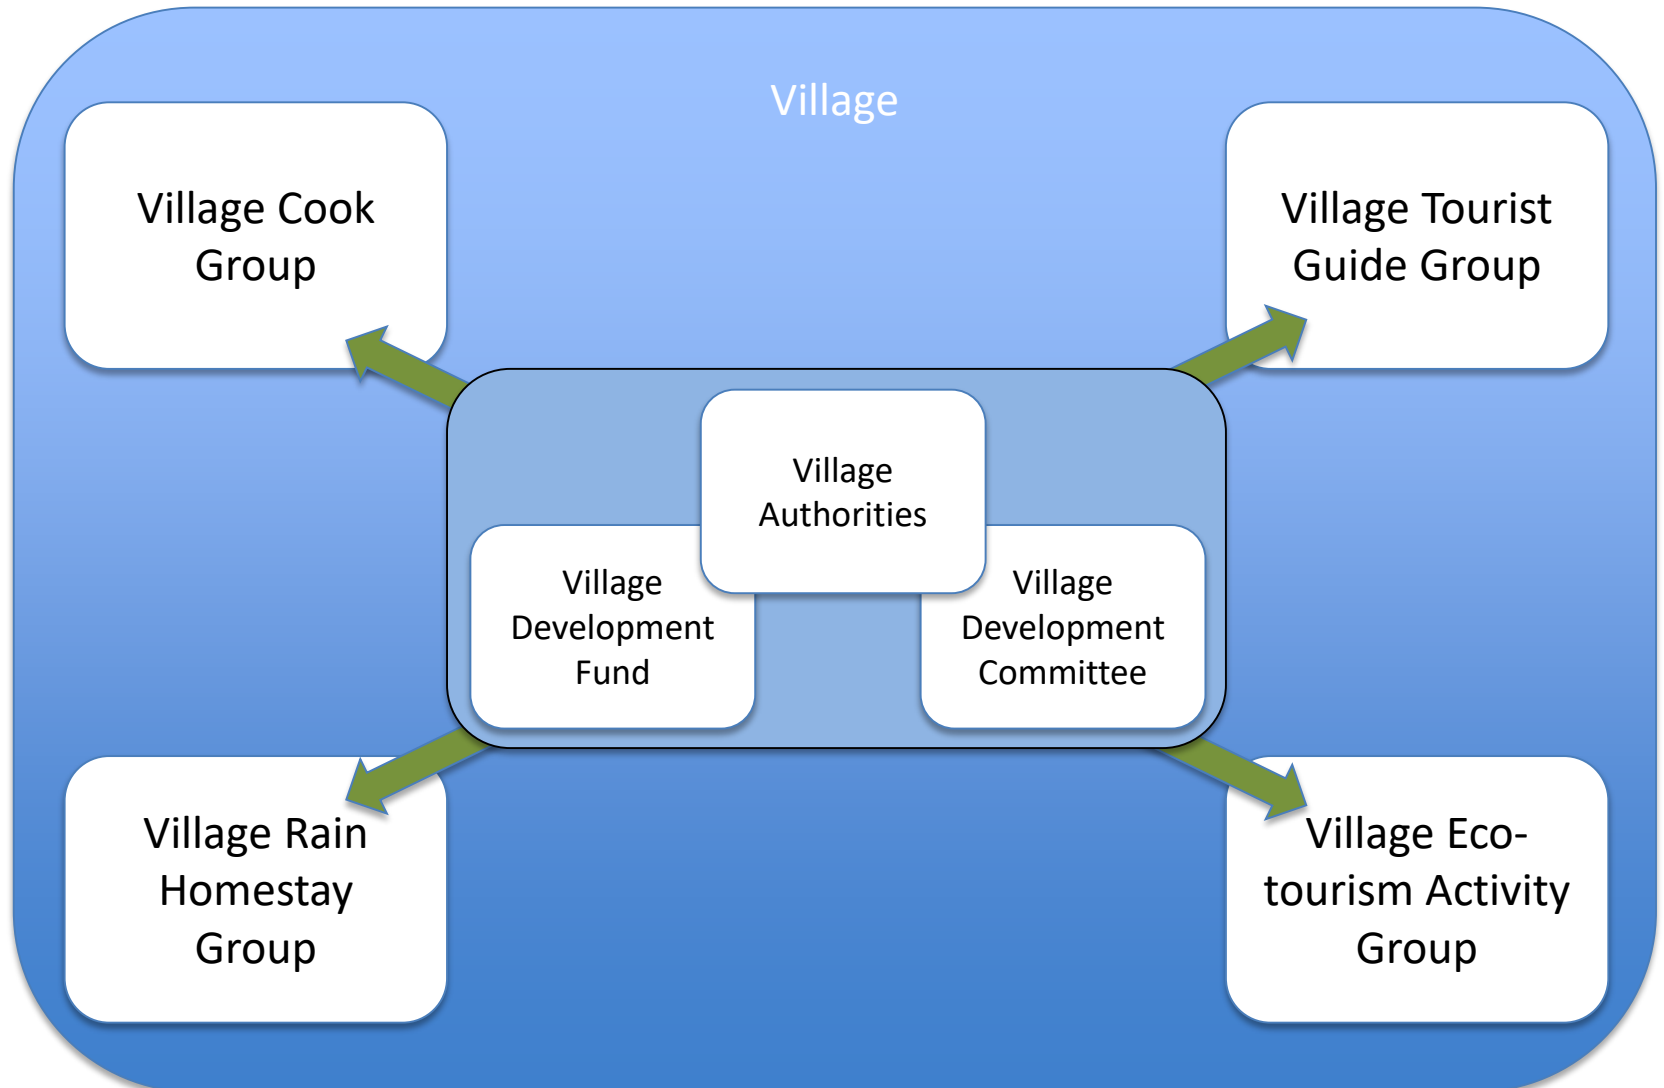 Village
Village Cook
Group
Village Tourist
Guide Group
Village
Authorities
Village
Development
Fund
Village
Development
Committee
Village Rain
Homestay
Group
Village Eco-
tourism Activity
Group